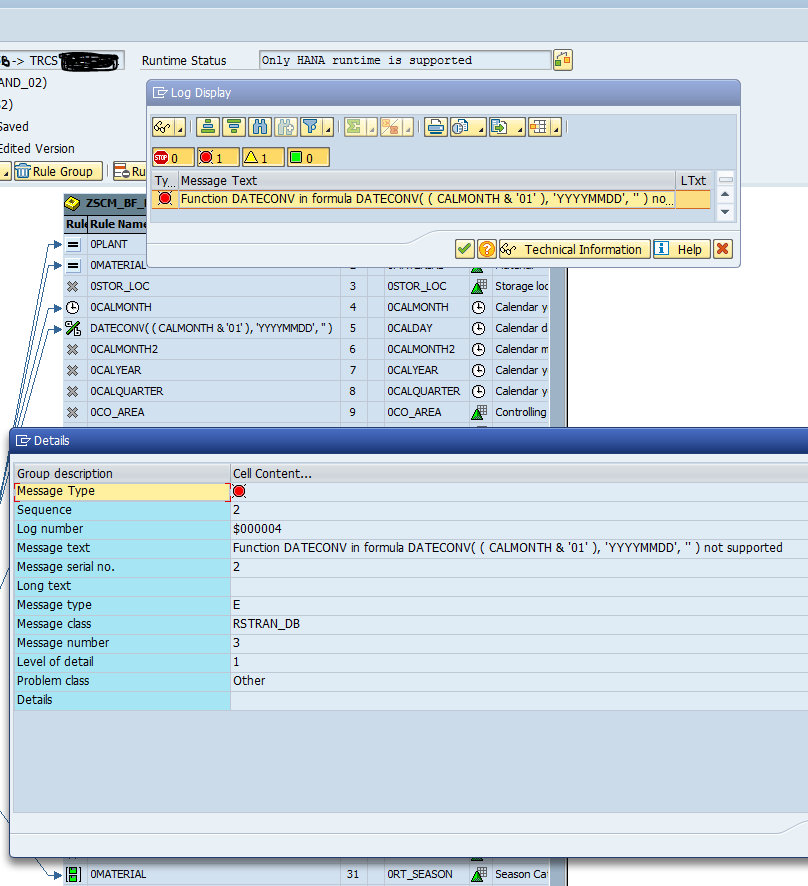 -> TRCS
Runtime Status
Only HANA runtime is supported
AND_02)
2)
Saved
Edited Version
Rule Group
Ru
Log Display
STOP 0
1
1
0
Ty.. Message Text LTxt
Function DATECONV in formula DATECONV( ( CALMONTH & '01' ), 'YYYYMMDD', '' ) no...
Technical Information
Help
ZSCM_BF_
Rule Rule Name
0PLANT
0MATERIAL
0STOR_LOC 3 0STOR_LOC Storage loc
0CALMONTH 4 0CALMONTH Calendar y
DATECONV( ( CALMONTH & '01' ), 'YYYYMMDD', '' ) 5 0CALDAY Calendar d
0CALMONTH2 6 0CALMONTH2 Calendar m
0CALYEAR 7 0CALYEAR Calendar y
0CALQUARTER 8 0CALQUARTER Calendar y
0CO_AREA 9 0CO_AREA Controlling
Details
Group description Cell Content...
Message Type
Sequence 2
Log number $000004
Message text Function DATECONV in formula DATECONV( ( CALMONTH & '01' ), 'YYYYMMDD', '' ) not supported
Message serial no. 2
Long text
Message type E
Message class RSTRAN_DB
Message number 3
Level of detail 1
Problem class Other
Details
0MATERIAL 31 0RT_SEASON Season Cat